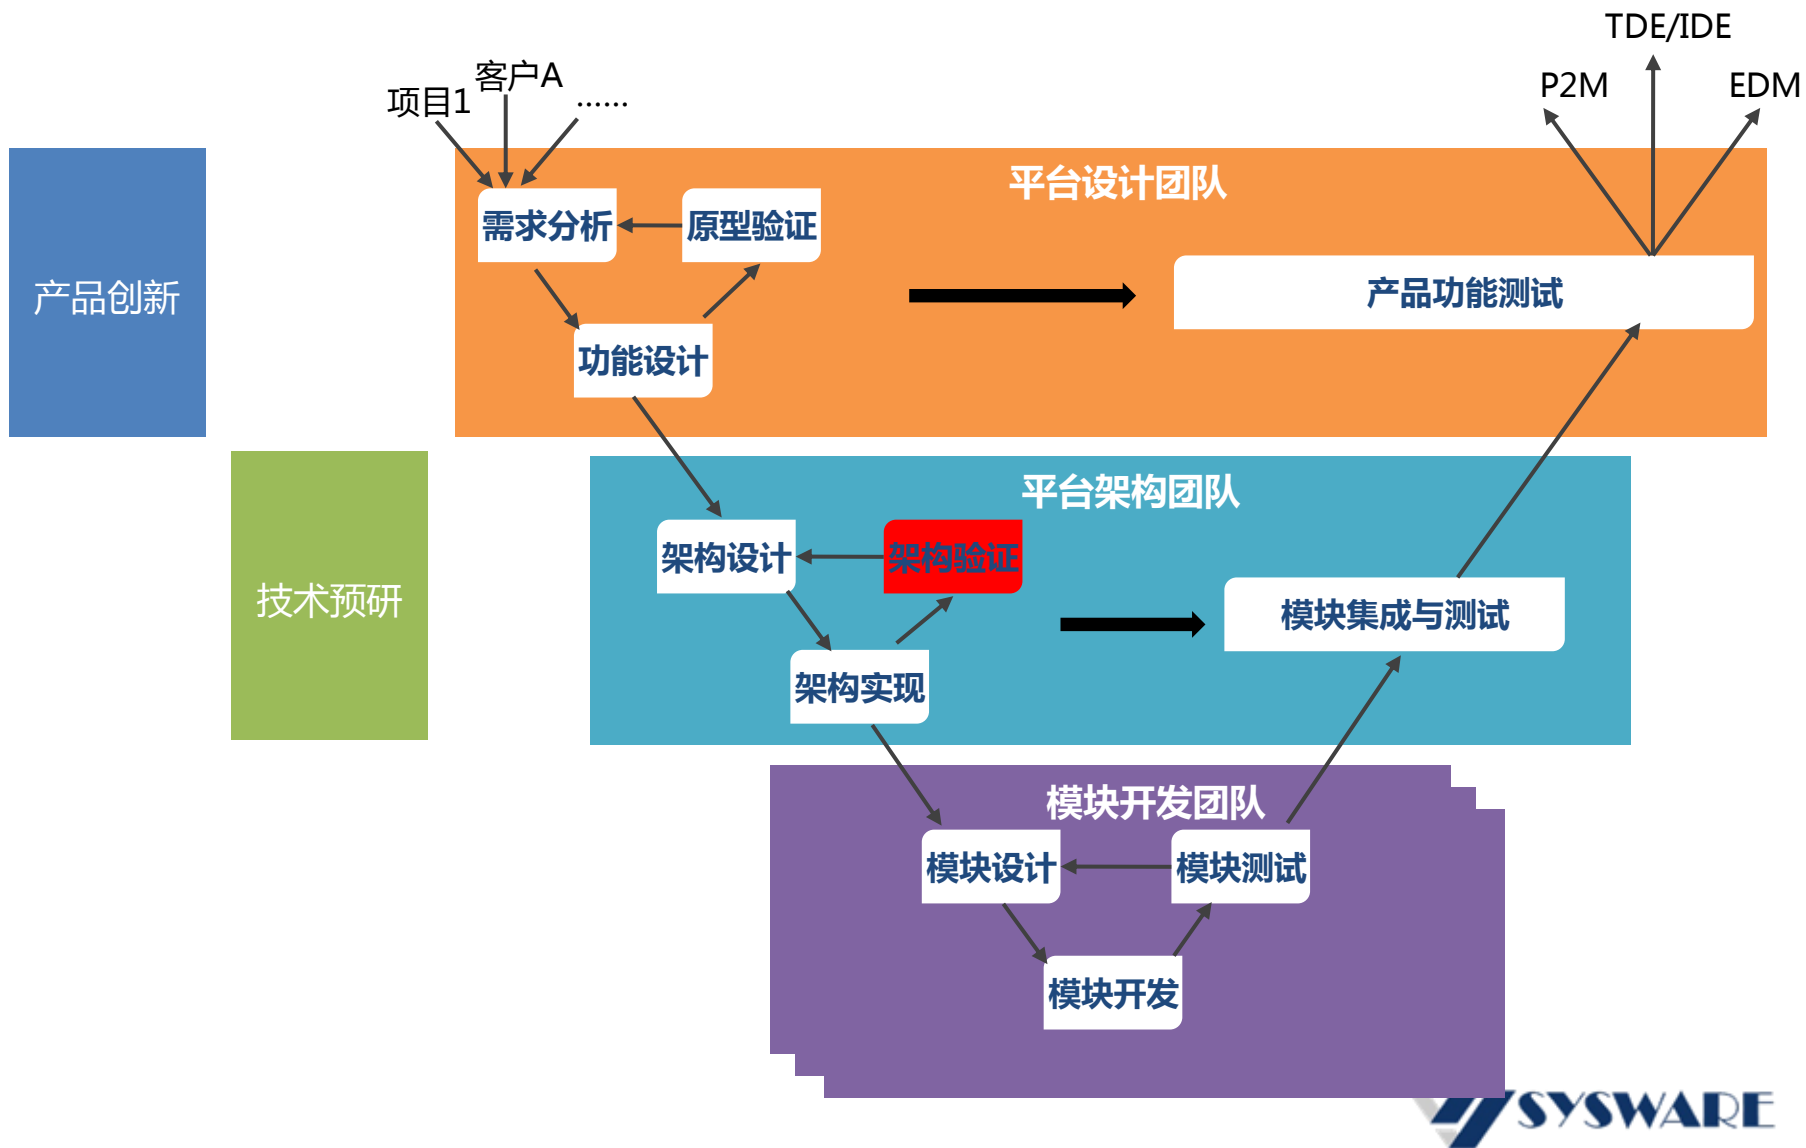 TDE/IDE
P2M
EDM
客户A
项目1
......
产品创新
平台设计团队
需求分析
原型验证
产品功能测试
功能设计
技术预研
平台架构团队
架构设计
架构验证
模块集成与测试
架构实现
模块开发团队
模块设计
模块测试
模块开发
SYSWARE